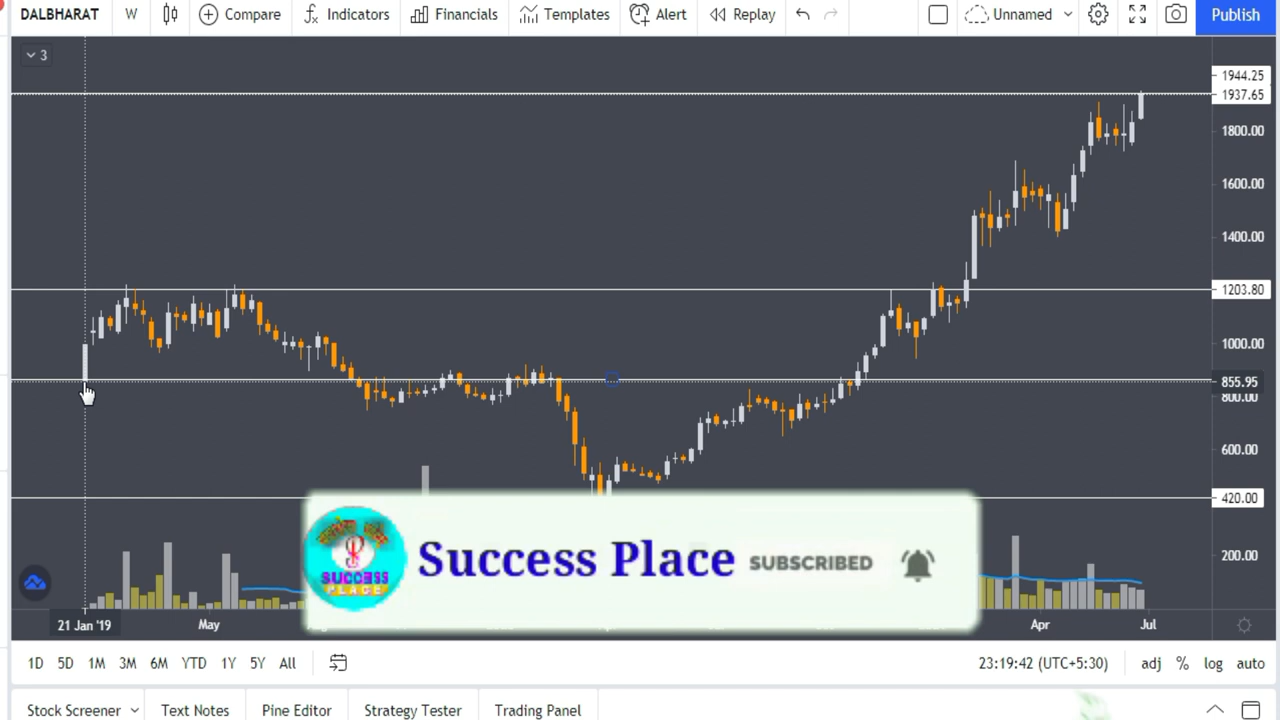 DALBHARAT W Compare Indicators Financials Templates Alert Replay Unnamed Publish
3
1944.25
1937.65
1800.00
1600.00
1400.00
1203.80
1000.00
855.95
800.00
600.00
420.00
200.00
SUCCESS
PLACE
Success Place SUBSCRIBED
21 Jan '19 May Apr Jul
1D 5D 1M 3M 6M YTD 1Y 5Y All 23:19:42 (UTC+5:30) adj % log auto
Stock Screener Text Notes Pine Editor Strategy Tester Trading Panel